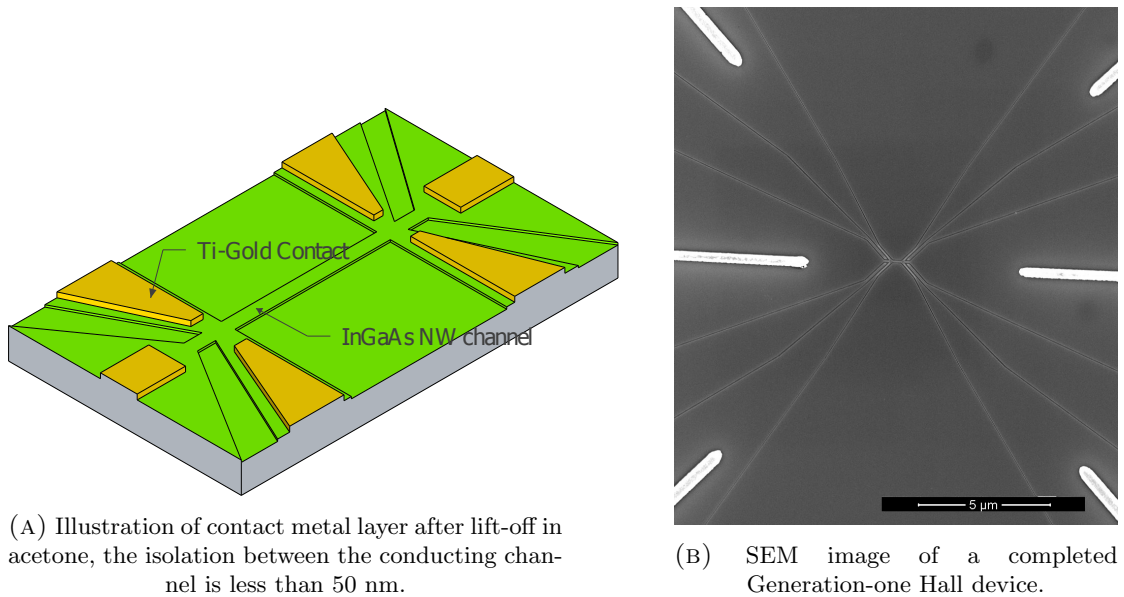 Ti-Gold Contact
InGaAs NW channel
5 µm
(A) Illustration of contact metal layer after lift-off in
acetone, the isolation between the conducting chan-
nel is less than 50 nm.
(B) SEM image of a completed
Generation-one Hall device.